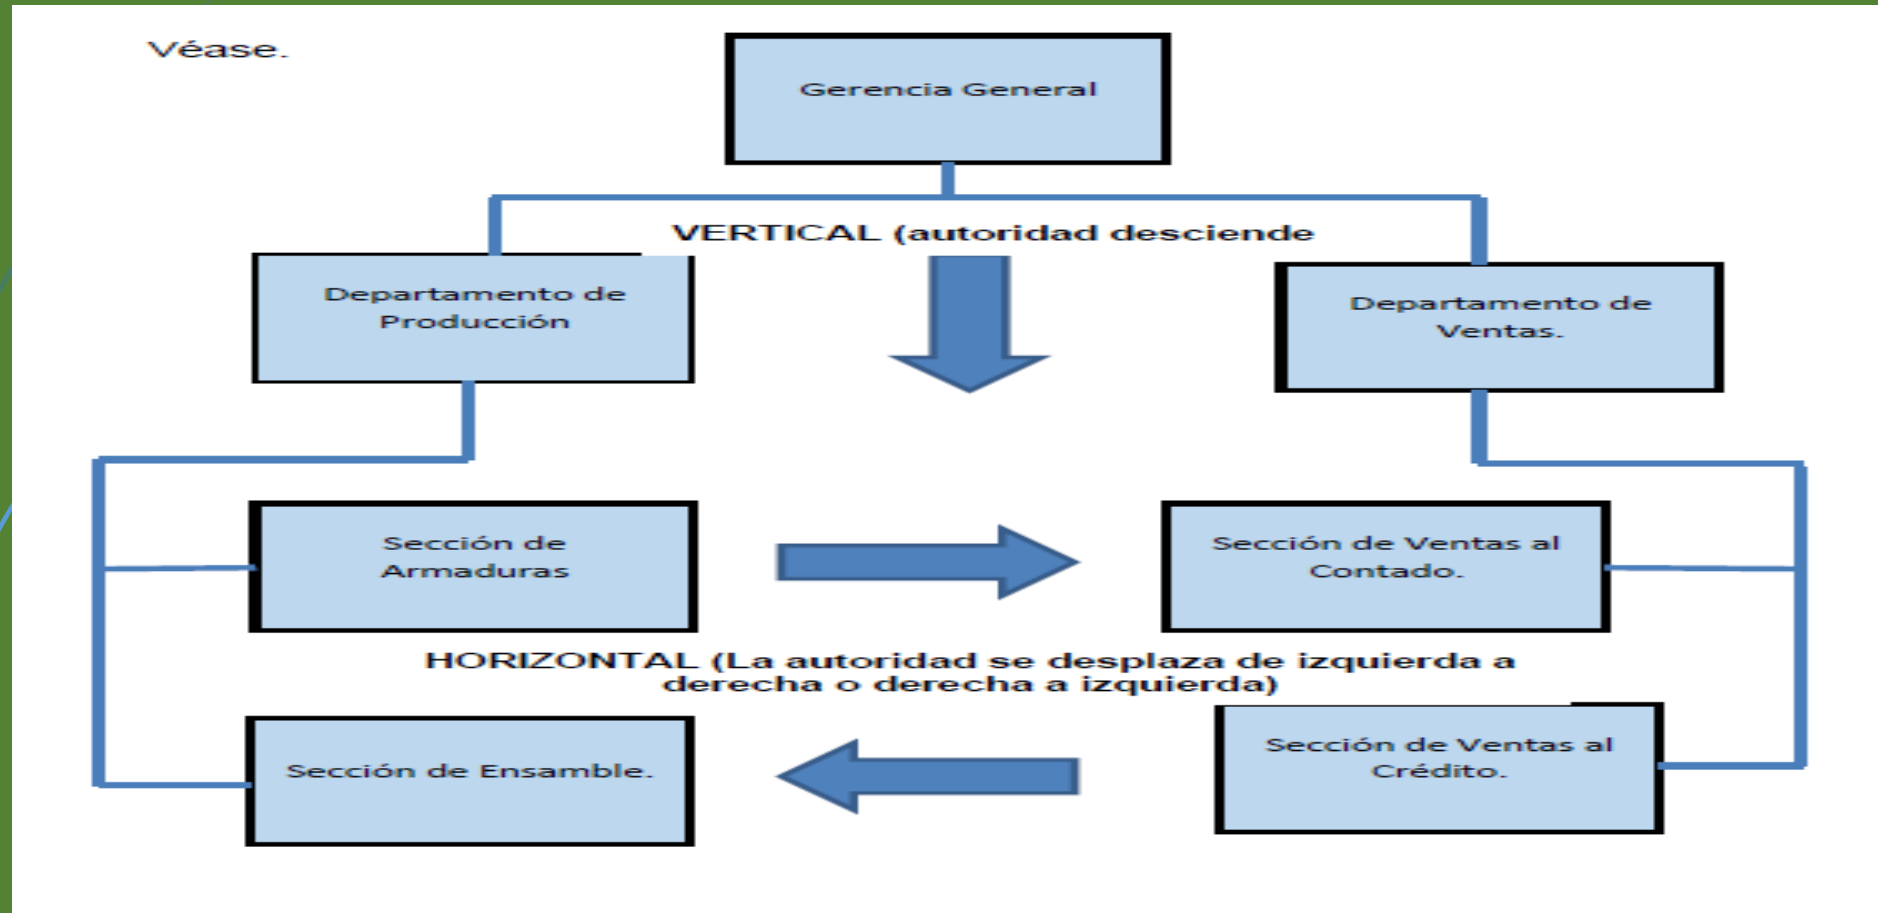 Véase.
Gerencia General
VERTICAL (autoridad desciende
Departamento de
Producción
Departamento de
Ventas.
Sección de
Armaduras
Sección de Ventas al
Contado.
HORIZONTAL (La autoridad se desplaza de izquierda a
derecha o derecha a izquierda)
Sección de Ensamble.
Sección de Ventas al
Crédito.